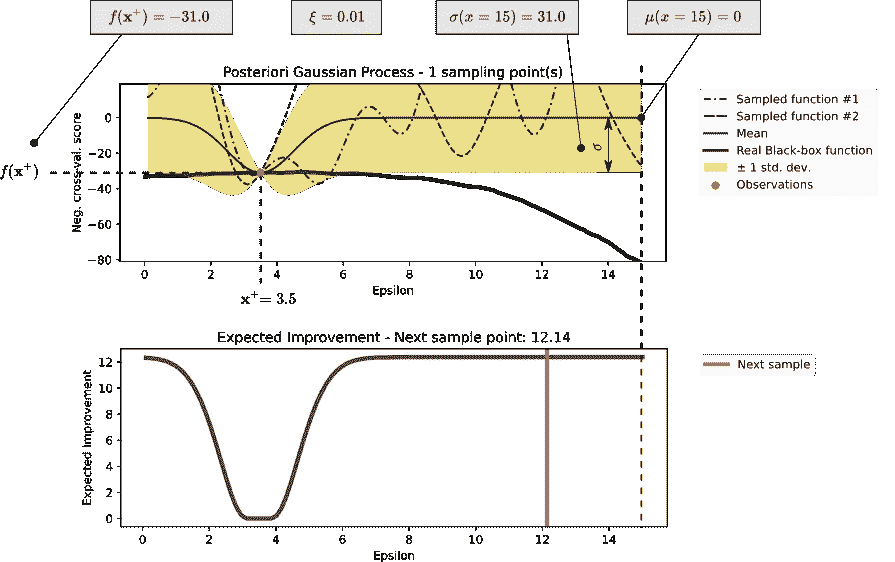 f(x⁺) = −31.0
ξ = 0.01
σ(x = 15) = 31.0
μ(x = 15) = 0
Posteriori Gaussian Process - 1 sampling point(s)
Neg. cross-val. score
0
−20
−40
−60
−80
f(x⁺)
σ
0 2 4 6 8 10 12 14
x⁺= 3.5
Epsilon
Sampled function #1
Sampled function #2
Mean
Real Black-box function
± 1 std. dev.
Observations
Expected Improvement - Next sample point: 12.14
Expected Improvement
12
10
8
6
4
2
0
0 2 4 6 8 10 12 14
Epsilon
Next sample